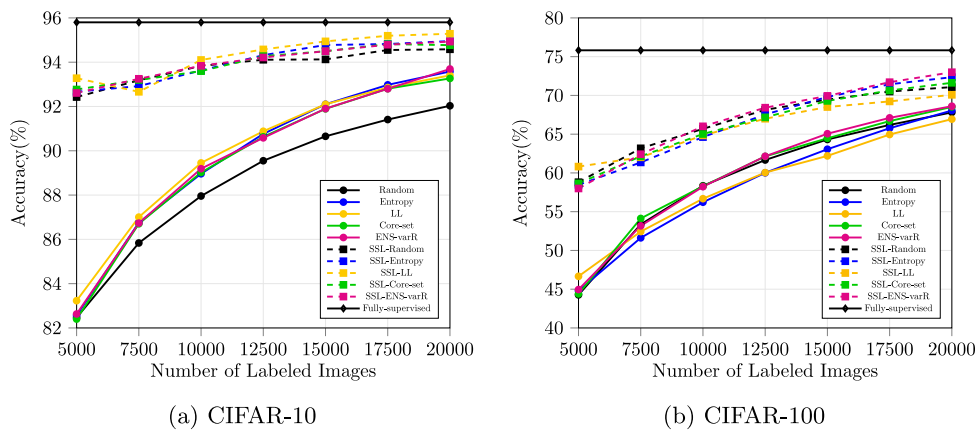 96
94
92
90
88
86
84
82
Accuracy(%)
5000 7500 10000 12500 15000 17500 20000
Number of Labeled Images
Random
Entropy
LL
Core-set
ENS-varR
SSL-Random
SSL-Entropy
SSL-LL
SSL-Core-set
SSL-ENS-varR
Fully-supervised
(a) CIFAR-10
80
75
70
65
60
55
50
45
40
Accuracy(%)
5000 7500 10000 12500 15000 17500 20000
Number of Labeled Images
Random
Entropy
LL
Core-set
ENS-varR
SSL-Random
SSL-Entropy
SSL-LL
SSL-Core-set
SSL-ENS-varR
Fully-supervised
(b) CIFAR-100